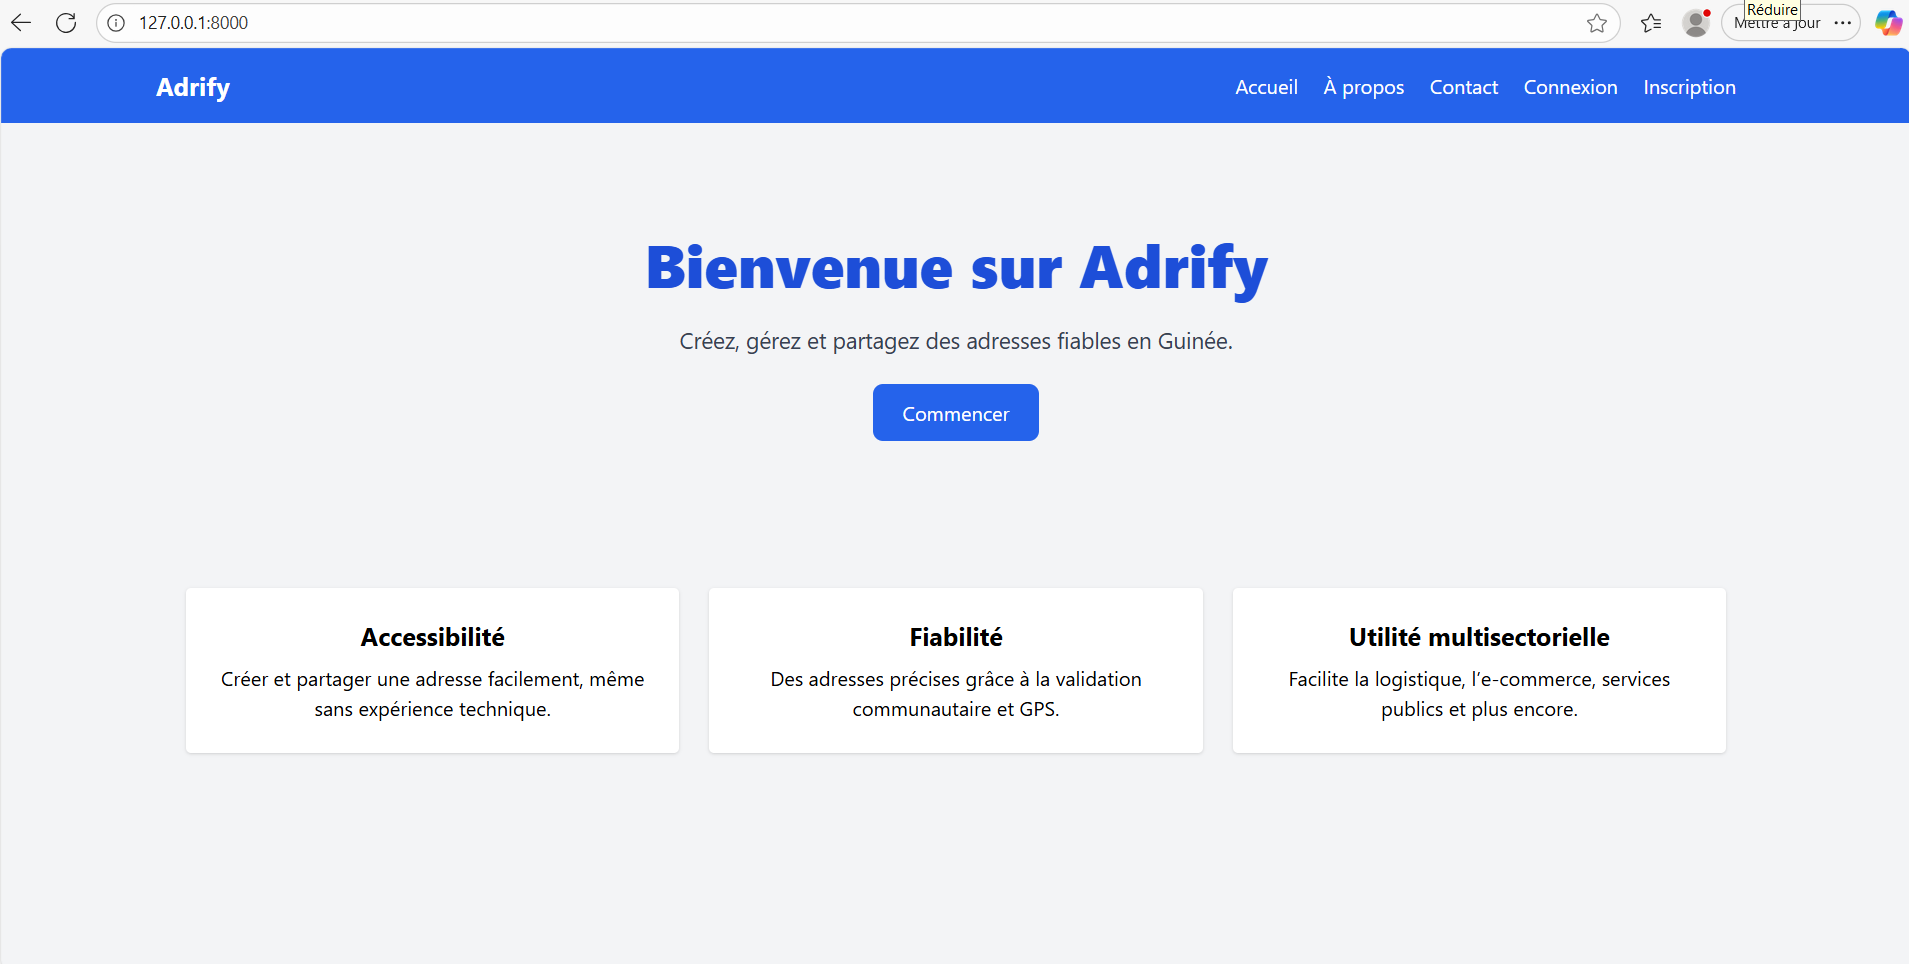 127.0.0.1:8000
Réduire
Mettre à jour
Adrify
Accueil À propos Contact Connexion Inscription
Bienvenue sur Adrify
Créez, gérez et partagez des adresses fiables en Guinée.
Commencer
Accessibilité
Créer et partager une adresse facilement, même
sans expérience technique.
Fiabilité
Des adresses précises grâce à la validation
communautaire et GPS.
Utilité multisectorielle
Facilite la logistique, l’e-commerce, services
publics et plus encore.